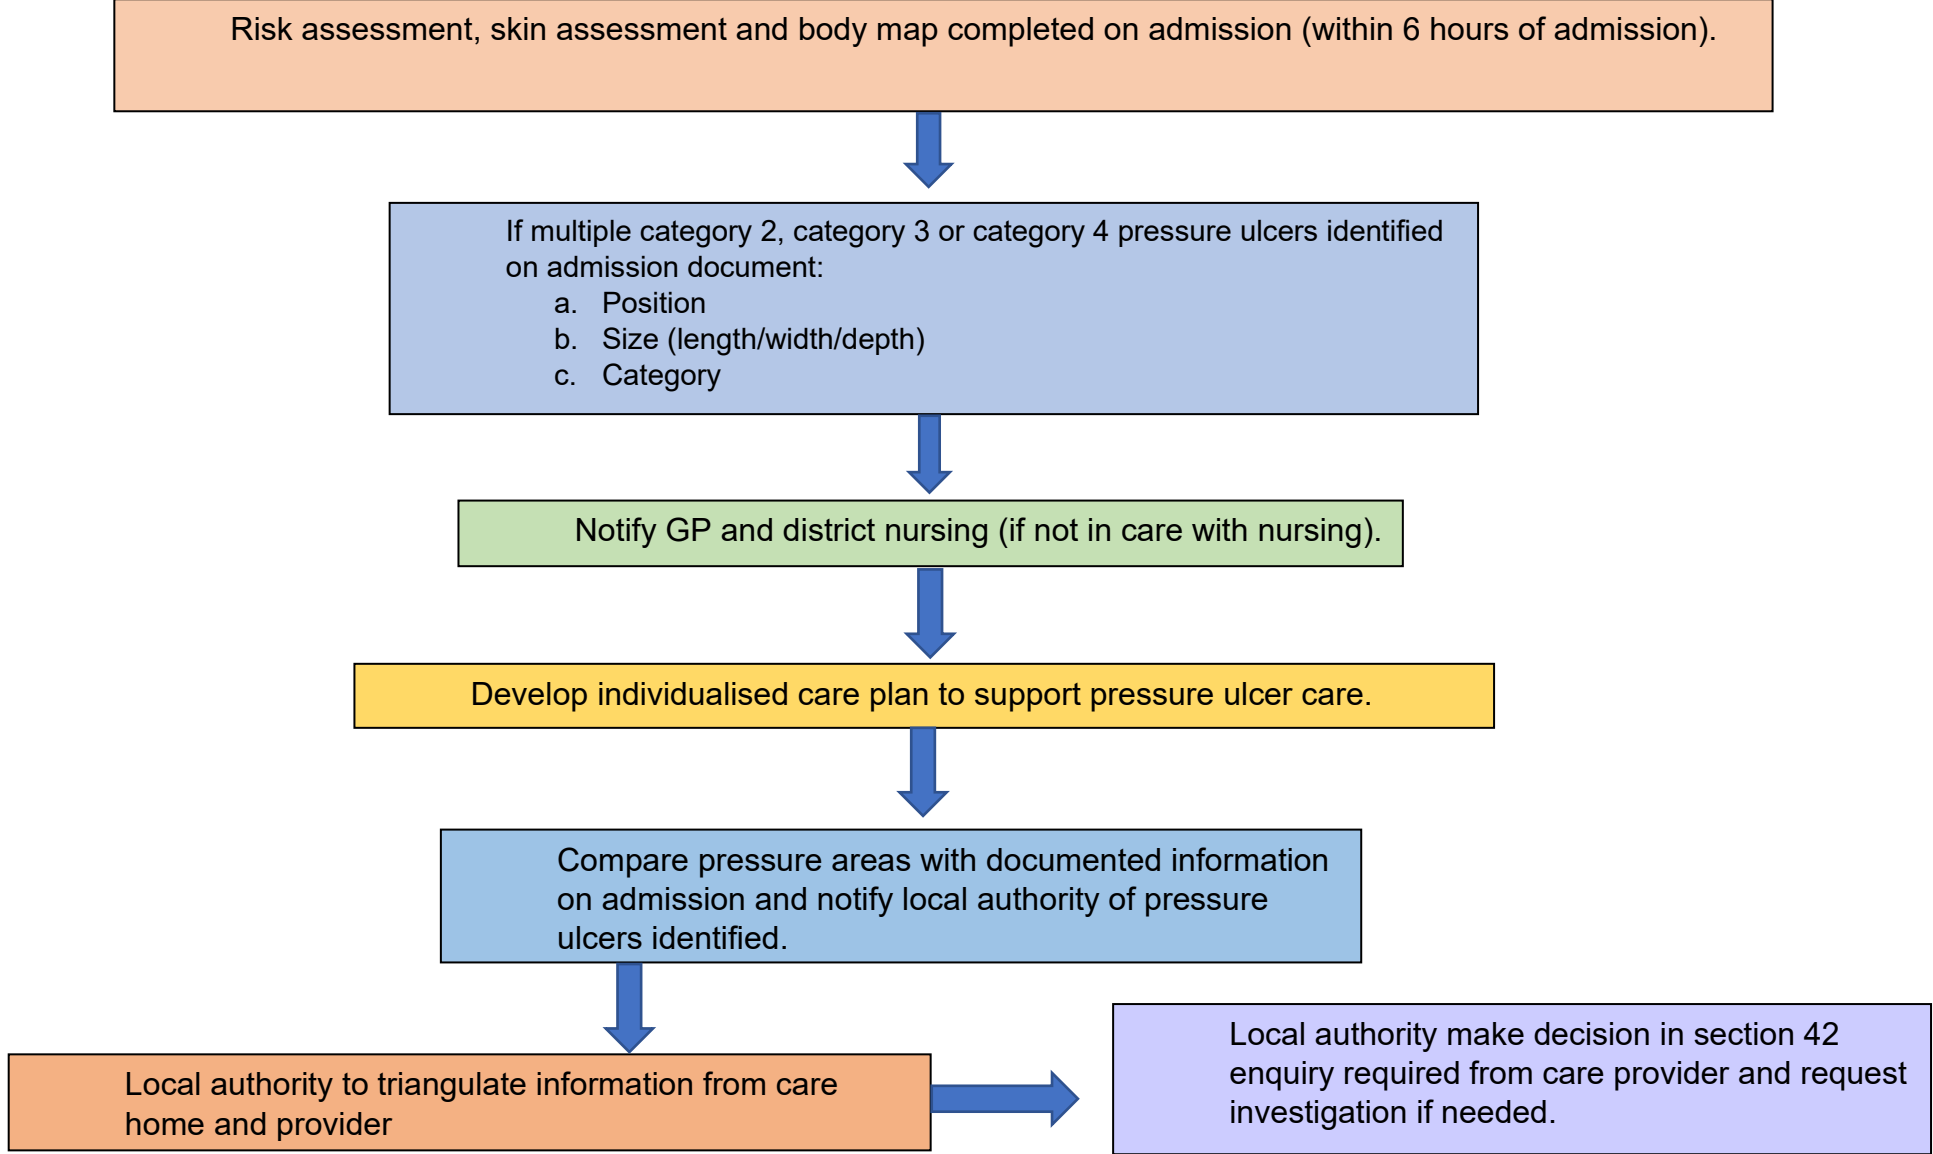 Risk assessment, skin assessment and body map completed on admission (within 6 hours of admission).
If multiple category 2, category 3 or category 4 pressure ulcers identified
on admission document:
a. Position
b. Size (length/width/depth)
c. Category
Notify GP and district nursing (if not in care with nursing).
Develop individualised care plan to support pressure ulcer care.
Compare pressure areas with documented information
on admission and notify local authority of pressure
ulcers identified.
Local authority to triangulate information from care
home and provider
Local authority make decision in section 42
enquiry required from care provider and request
investigation if needed.